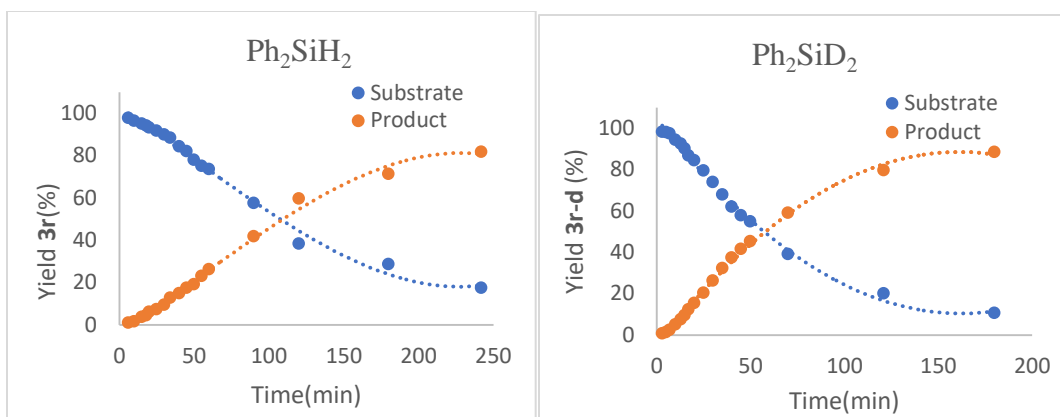 Ph₂SiH₂
Substrate
Product
Yield 3r(%)
100
80
60
40
20
0
0 50 100 150 200 250
Time(min)
Ph₂SiD₂
Substrate
Product
Yield 3r-d (%)
100
80
60
40
20
0
0 50 100 150 200
Time(min)